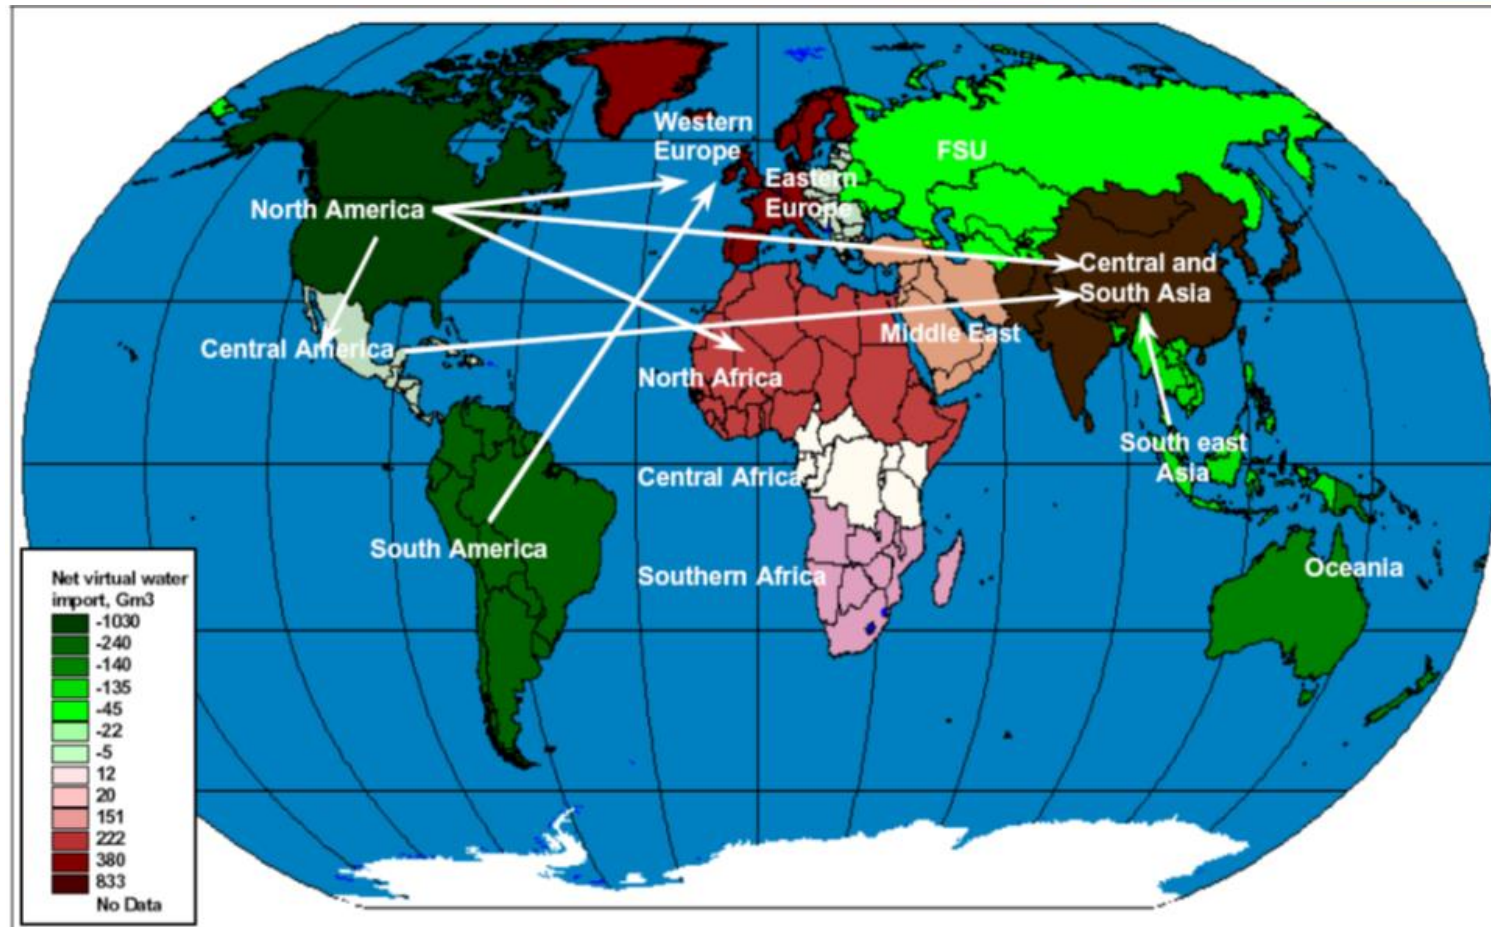 Western
Europe
FSU
Eastern
Europe
North America
Central and
South Asia
Middle East
Central America
North Africa
South east
Asia
Central Africa
South America
Oceania
Southern Africa
Net virtual water
import, Gm3
-1030
-240
-140
-135
-45
-22
-5
12
20
151
222
380
833
No Data